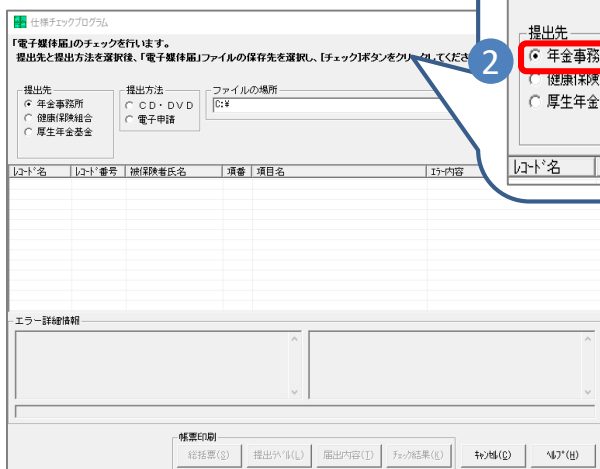 仕様チェックプログラム
「電子媒体届」のチェックを行います。
提出先と提出方法を選択後、「電子媒体届」ファイルの保存先を選択し、[チェック]ボタンをクリックしてくださ
提出先
年金事務所
健康保険組合
厚生年金基金
提出方法
CD・DVD
電子申請
ファイルの場所
C:¥
2
提出先
年金事務
健康保険
厚生年金
ﾚｺｰﾄﾞ名
ﾚｺｰﾄﾞ名 ﾚｺｰﾄﾞ番号 被保険者氏名 項番 項目名 ｴﾗｰ内容
エラー詳細情報
帳票印刷
総括票(S) 提出ﾗﾍﾞﾙ(L) 届出内容(I) ﾁｪｯｸ結果(K) ｷｬﾝｾﾙ(C) ﾍﾙﾌﾟ(H)